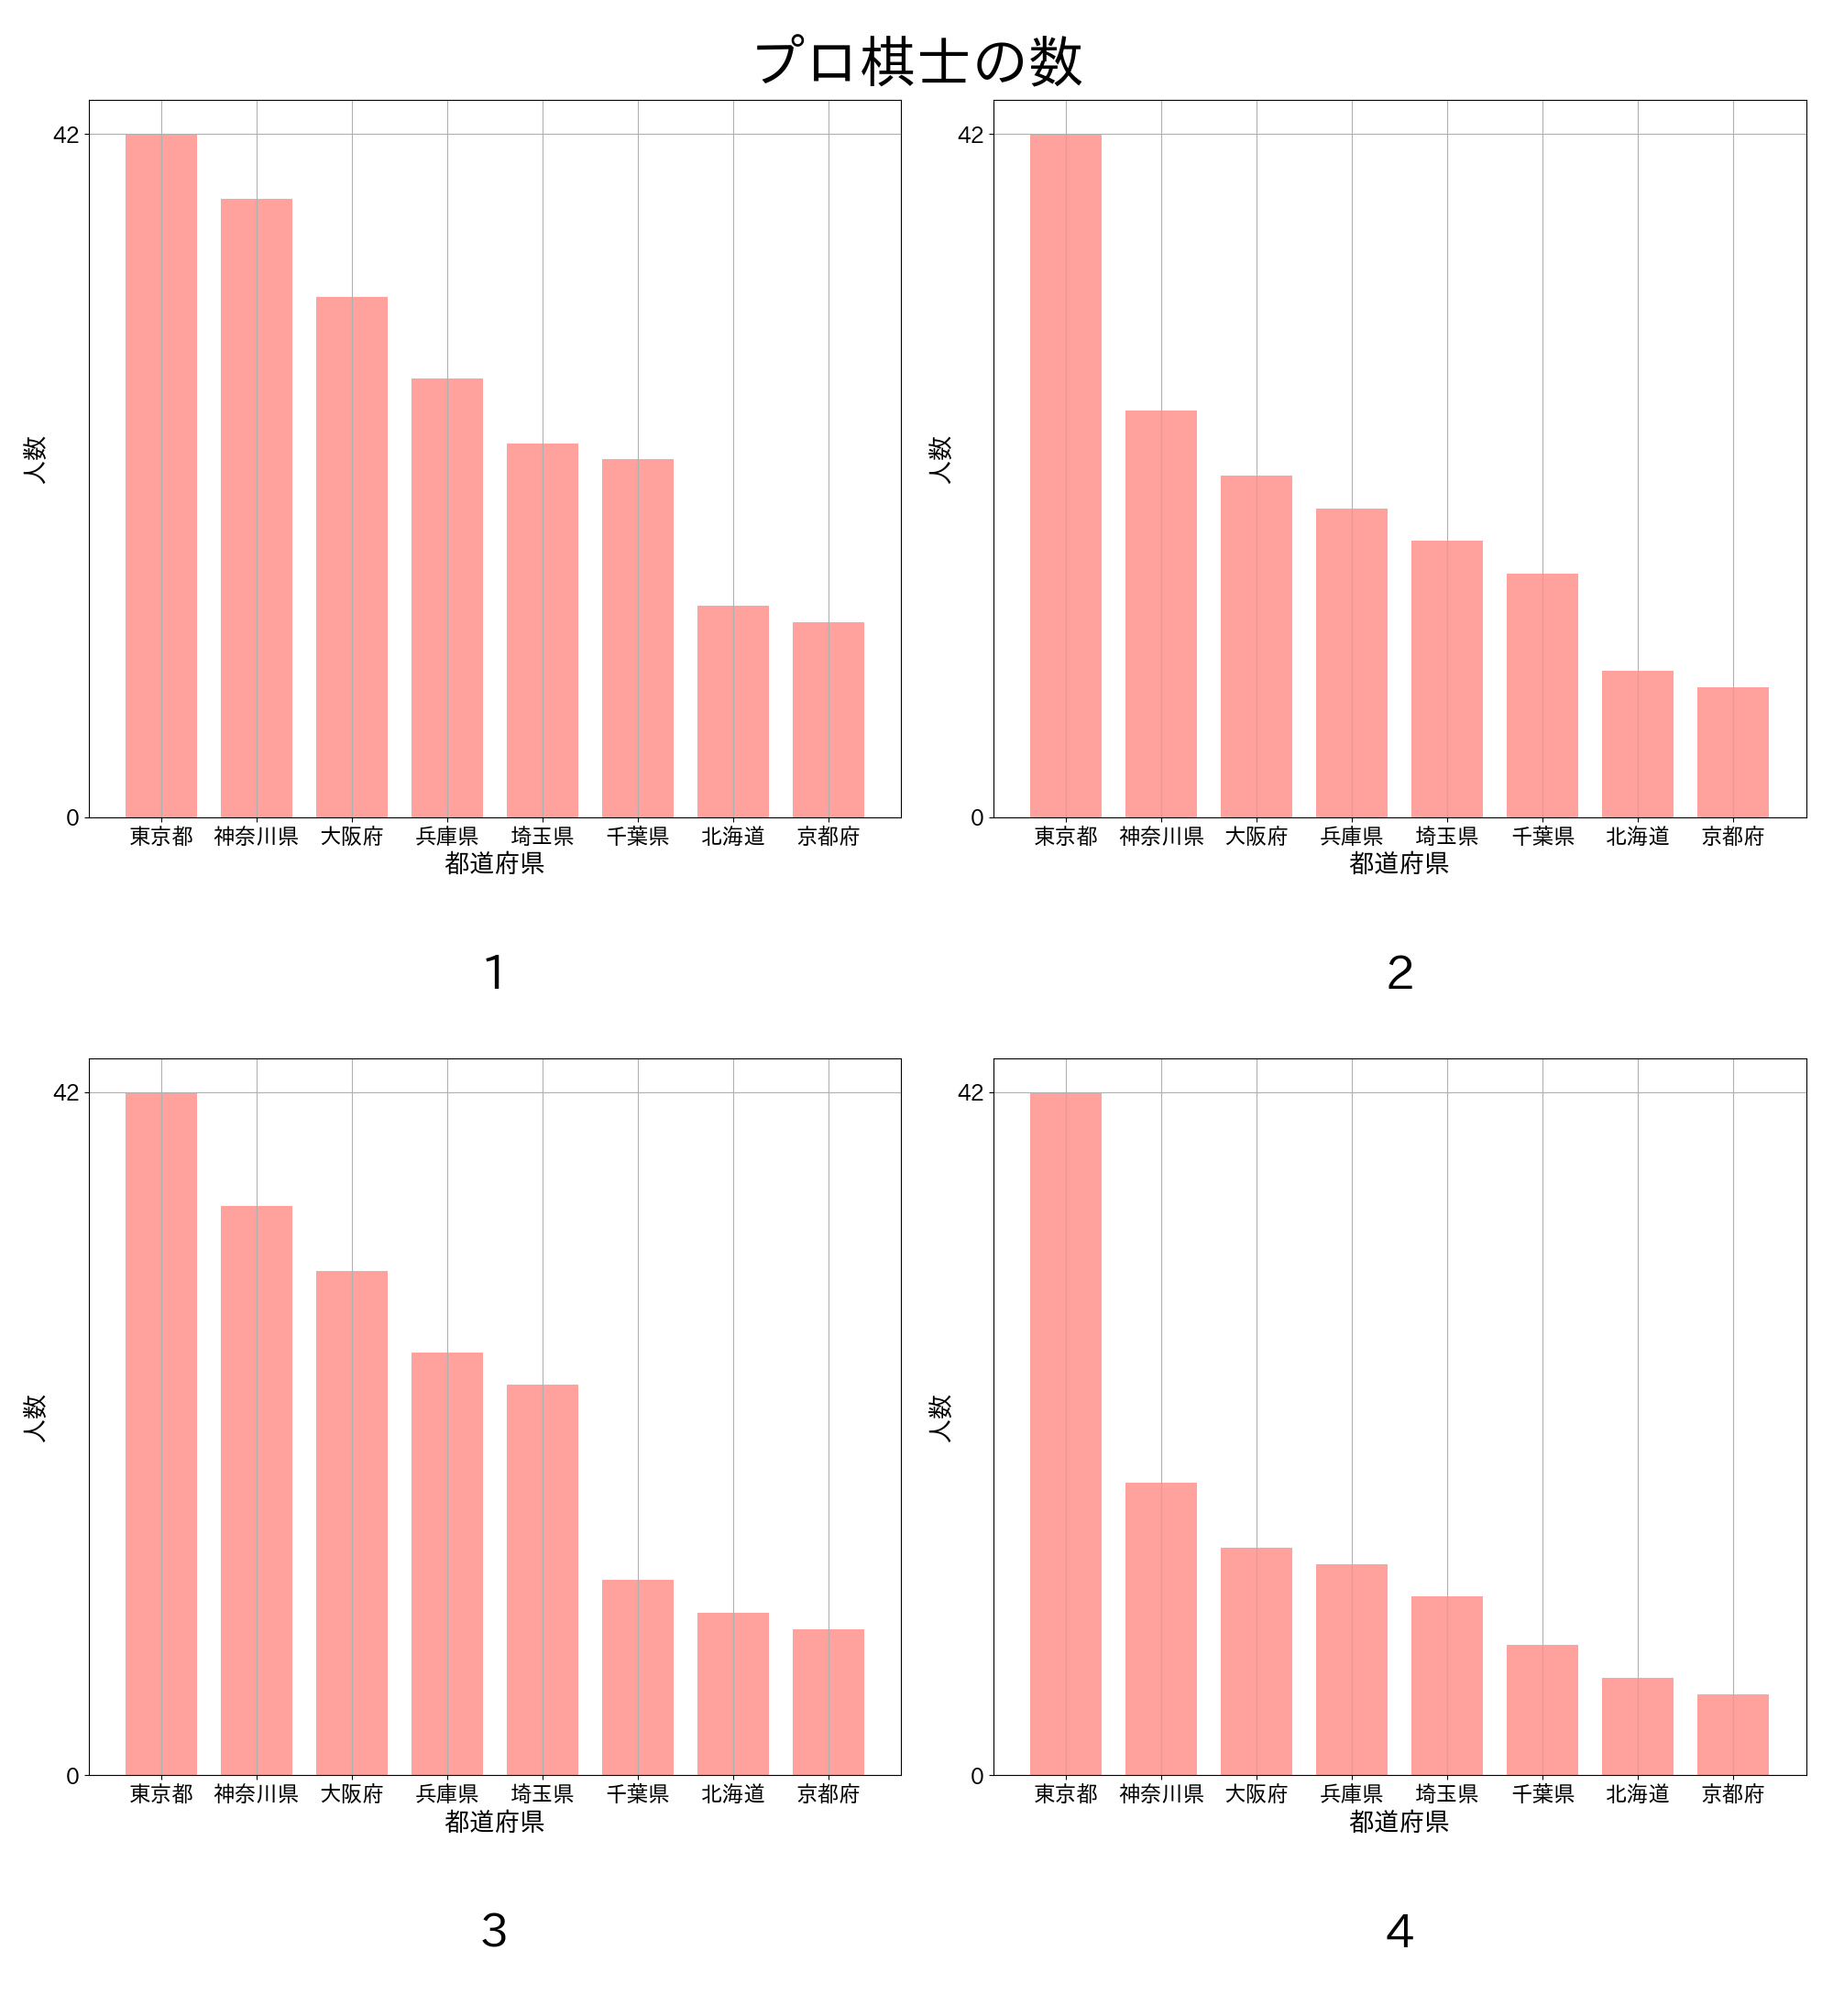 プロ棋士の数
42
0
人数
東京都 神奈川県 大阪府 兵庫県 埼玉県 千葉県 北海道 京都府
都道府県
1
42
0
人数
東京都 神奈川県 大阪府 兵庫県 埼玉県 千葉県 北海道 京都府
都道府県
2
42
0
人数
東京都 神奈川県 大阪府 兵庫県 埼玉県 千葉県 北海道 京都府
都道府県
3
42
0
人数
東京都 神奈川県 大阪府 兵庫県 埼玉県 千葉県 北海道 京都府
都道府県
4